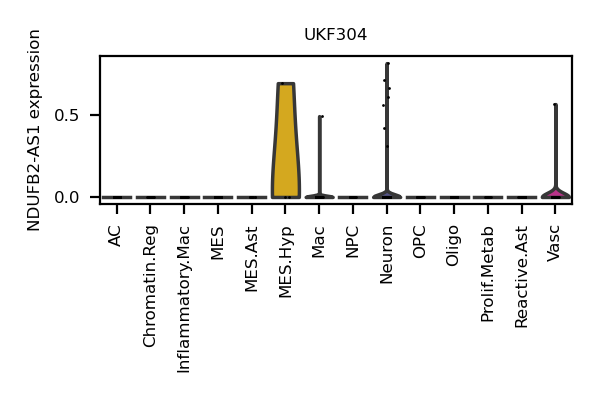 UKF304
NDUFB2-AS1 expression
0.5
0.0
AC
Chromatin.Reg
Inflammatory.Mac
MES
MES.Ast
MES.Hyp
Mac
NPC
Neuron
OPC
Oligo
Prolif.Metab
Reactive.Ast
Vasc